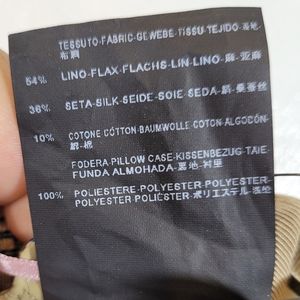 TESSUTO-FABRIC-GEWEBE-TISSU-TEJIDO-基地-
布料
54% LINO-FLAX-FLACHS-LIN-LINO-麻-亚麻
36% SETA-SILK-SEIDE-SOIE-SEDA-絹-桑蚕丝
10% COTONE-COTTON-BAUMWOLLE-COTON-ALGODÓN-
綿-棉
FODERA-PILLOW CASE-KISSENBEZUG-TAIE-
FUNDA ALMOHADA-裏地-衬里
100% POLIESTERE-POLYESTER-POLYESTER-
POLYESTER-POLIÉSTER-ポリエステル-涤纶